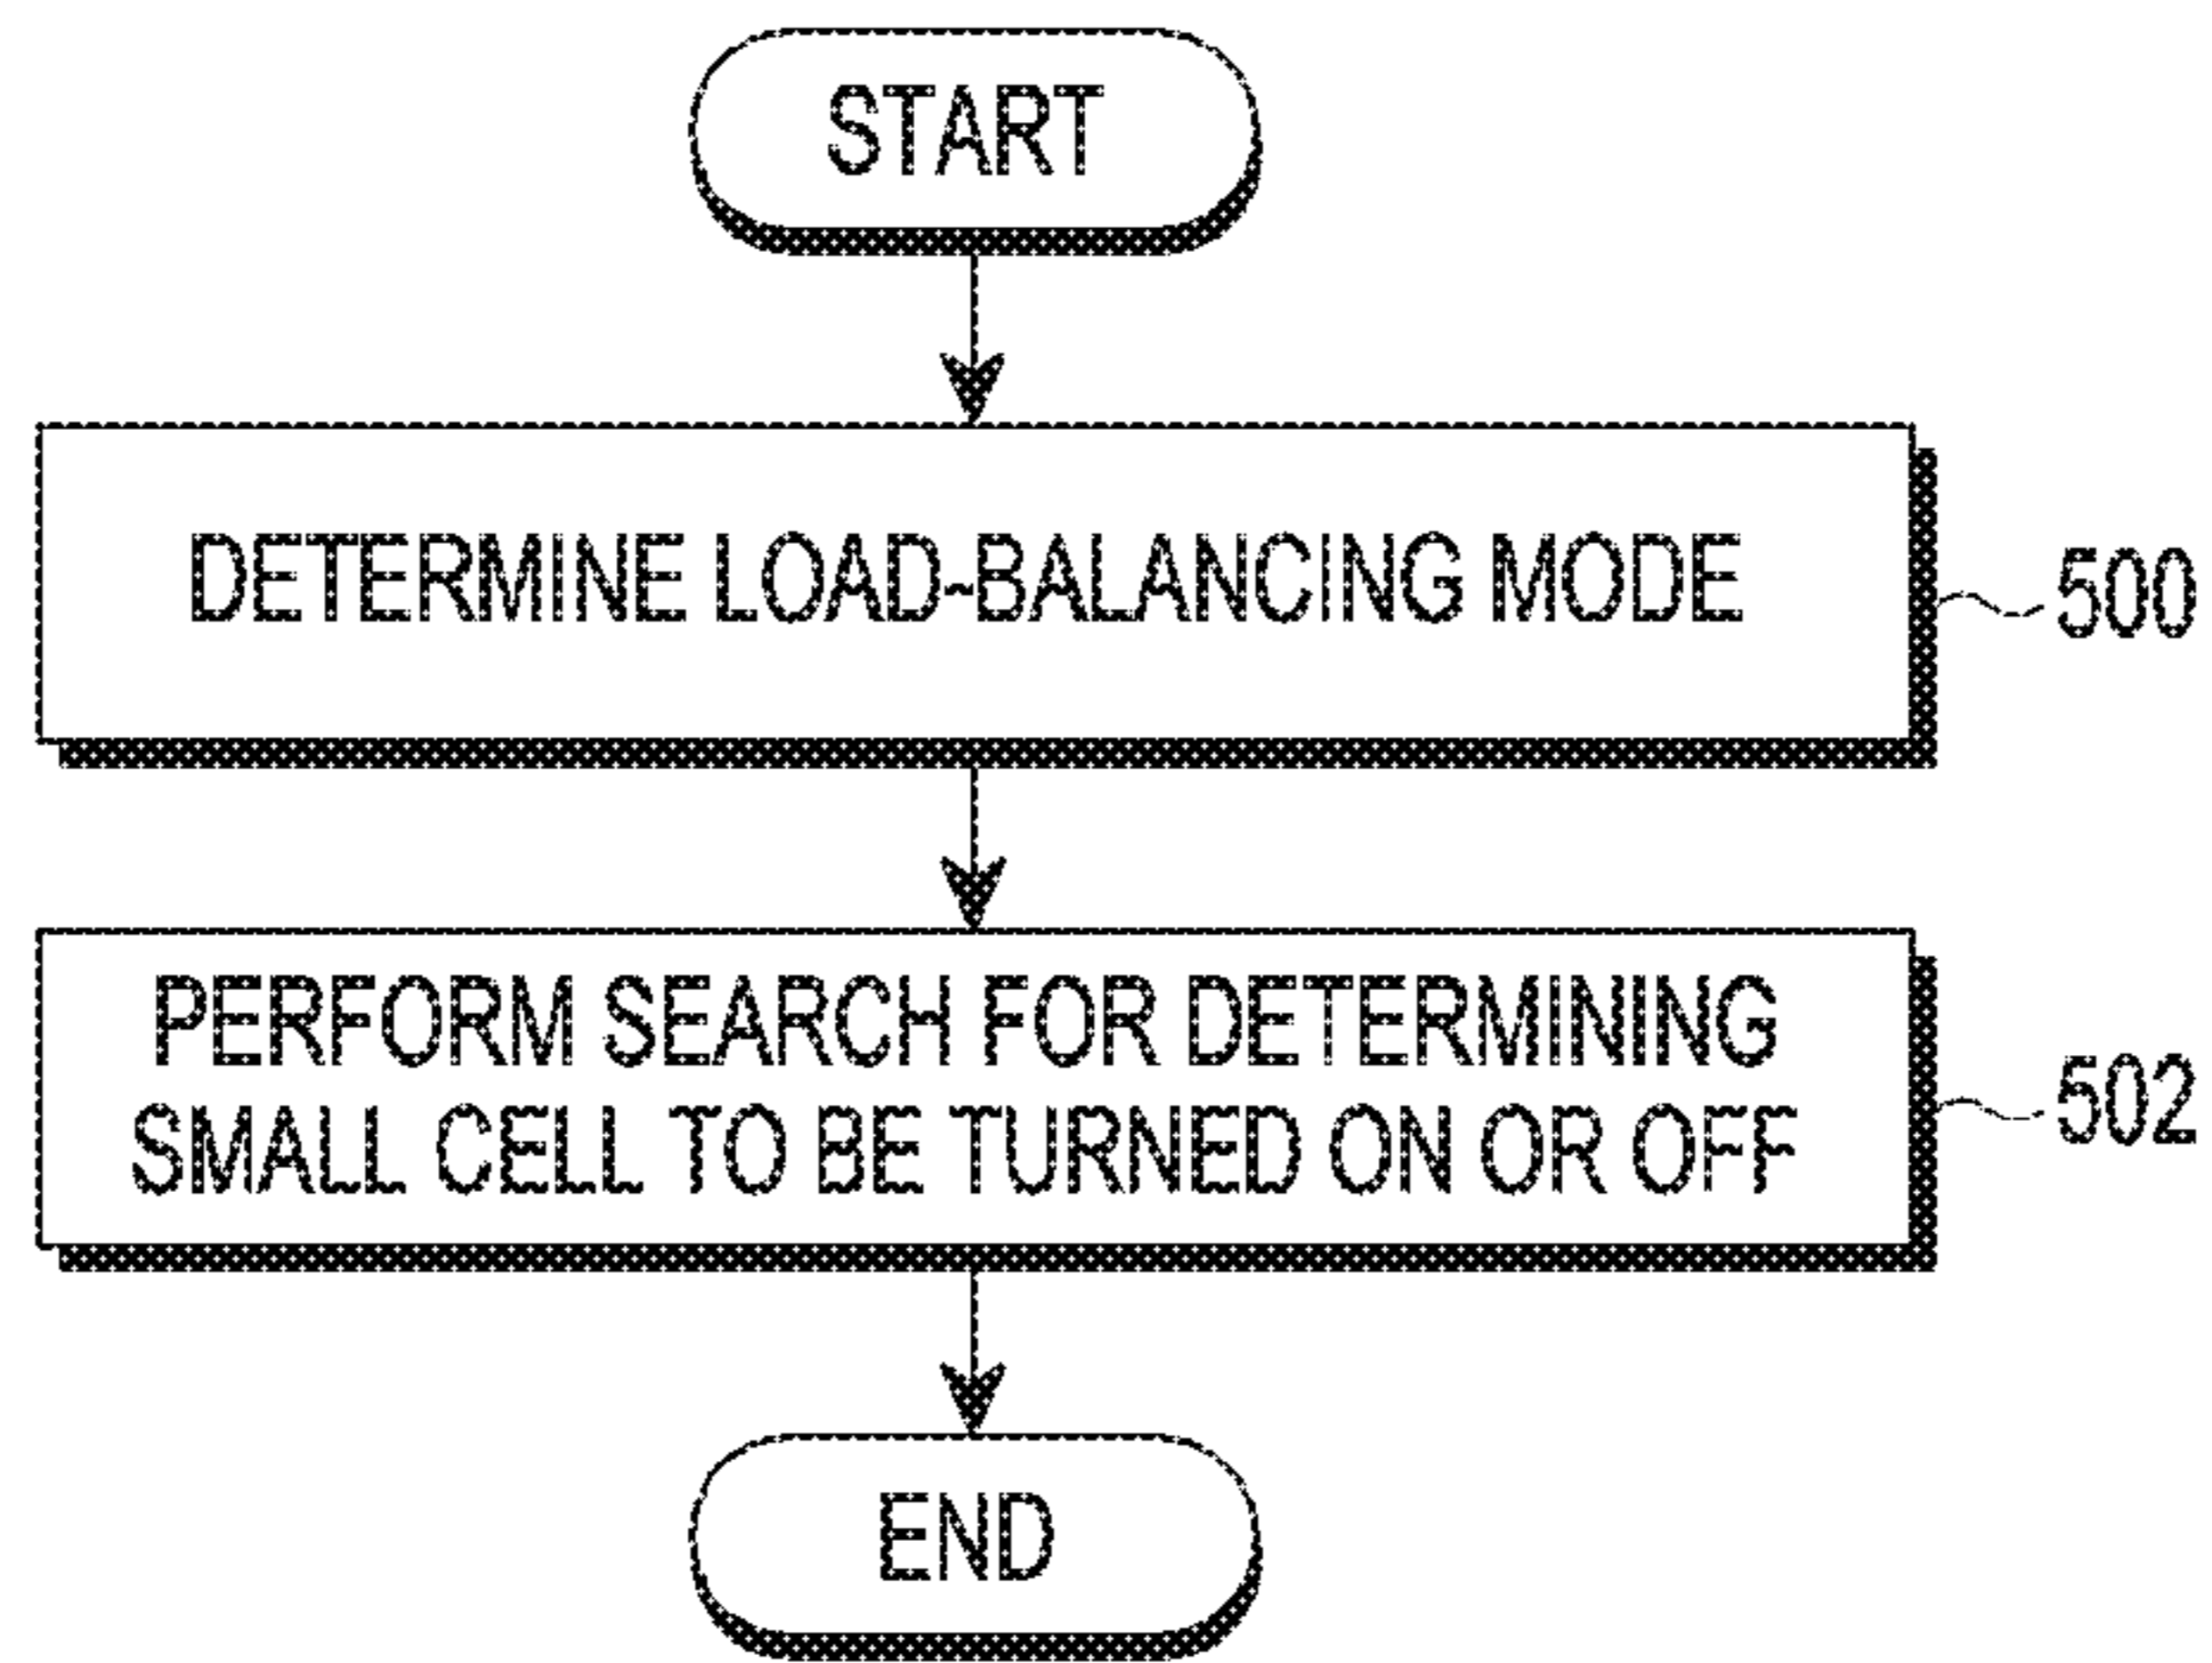 START
DETERMINE LOAD-BALANCING MODE
500
PERFORM SEARCH FOR DETERMINING
SMALL CELL TO BE TURNED ON OR OFF
502
END